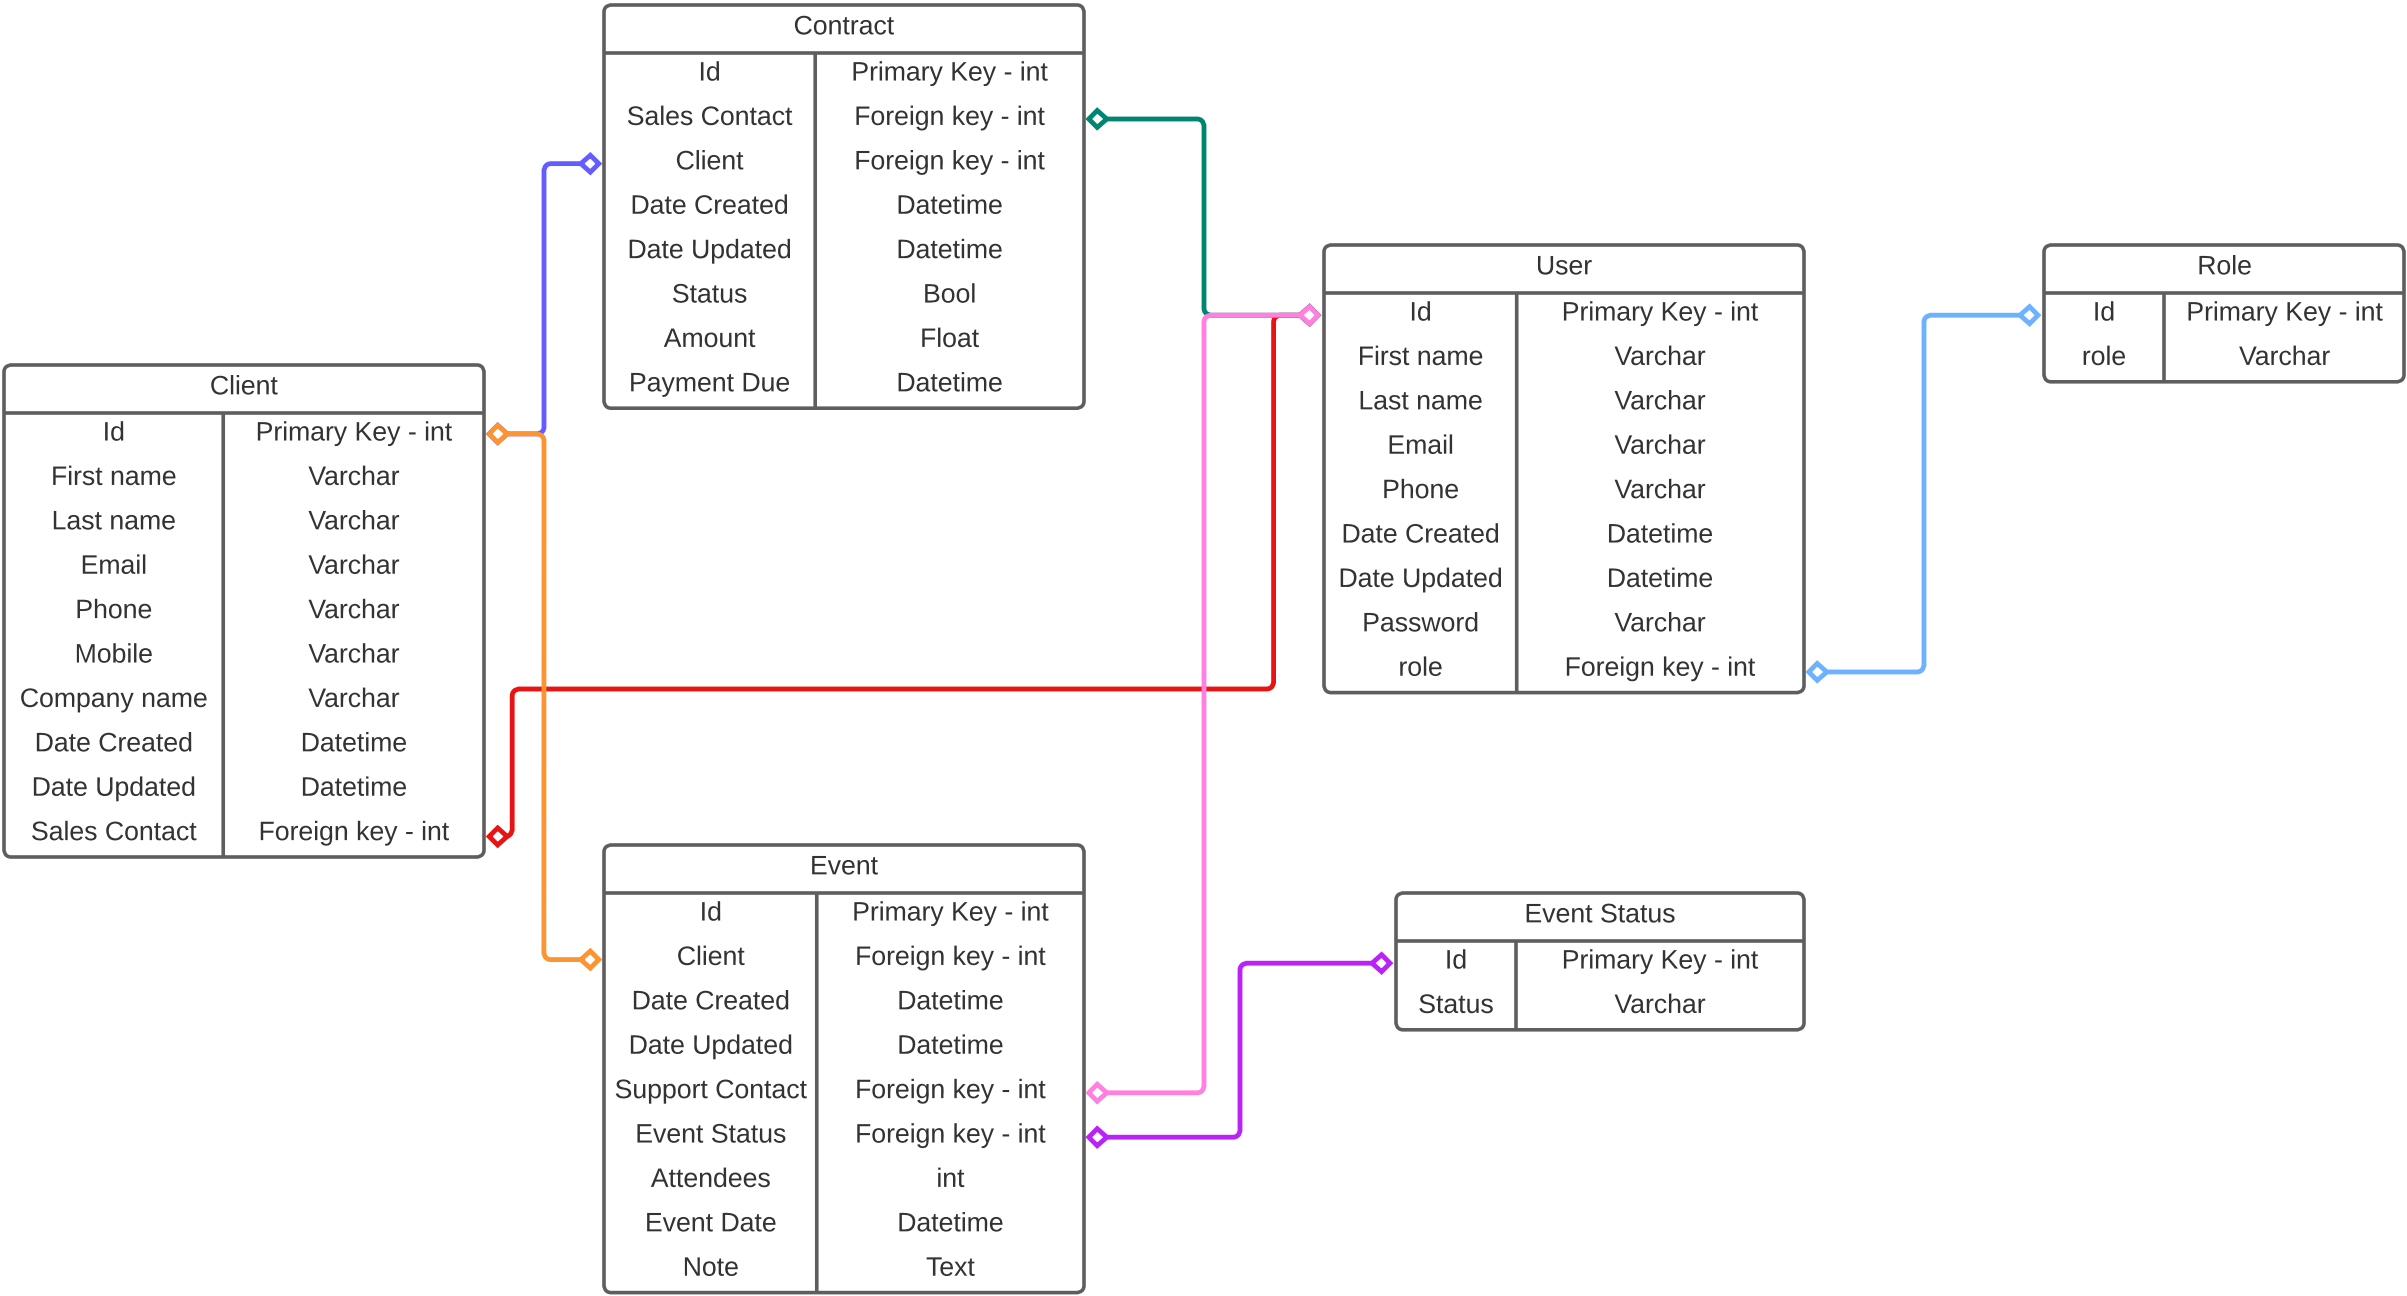 Contract
Id Primary Key - int
Sales Contact Foreign key - int
Client Foreign key - int
Date Created Datetime
Date Updated Datetime
Status Bool
Amount Float
Payment Due Datetime
Client
Id Primary Key - int
First name Varchar
Last name Varchar
Email Varchar
Phone Varchar
Mobile Varchar
Company name Varchar
Date Created Datetime
Date Updated Datetime
Sales Contact Foreign key - int
User
Id Primary Key - int
First name Varchar
Last name Varchar
Email Varchar
Phone Varchar
Date Created Datetime
Date Updated Datetime
Password Varchar
role Foreign key - int
Role
Id Primary Key - int
role Varchar
Event
Id Primary Key - int
Client Foreign key - int
Date Created Datetime
Date Updated Datetime
Support Contact Foreign key - int
Event Status Foreign key - int
Attendees int
Event Date Datetime
Note Text
Event Status
Id Primary Key - int
Status Varchar